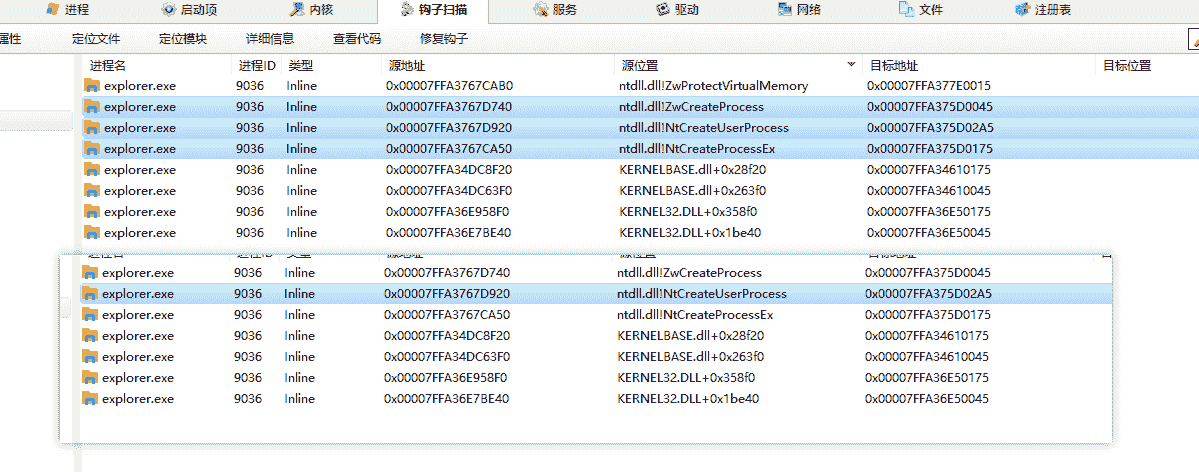 进程 启动项 内核 钩子扫描 服务 驱动 网络 文件 注册表
属性 定位文件 定位模块 详细信息 查看代码 修复钩子
进程名 进程ID 类型 源地址 源位置 目标地址 目标位置
explorer.exe 9036 Inline 0x00007FFA3767CAB0 ntdll.dll!ZwProtectVirtualMemory 0x00007FFA377E0015
explorer.exe 9036 Inline 0x00007FFA3767D740 ntdll.dll!ZwCreateProcess 0x00007FFA375D0045
explorer.exe 9036 Inline 0x00007FFA3767D920 ntdll.dll!NtCreateUserProcess 0x00007FFA375D02A5
explorer.exe 9036 Inline 0x00007FFA3767CA50 ntdll.dll!NtCreateProcessEx 0x00007FFA375D0175
explorer.exe 9036 Inline 0x00007FFA34DC8F20 KERNELBASE.dll+0x28f20 0x00007FFA34610175
explorer.exe 9036 Inline 0x00007FFA34DC63F0 KERNELBASE.dll+0x263f0 0x00007FFA34610045
explorer.exe 9036 Inline 0x00007FFA36E958F0 KERNEL32.DLL+0x358f0 0x00007FFA36E50175
explorer.exe 9036 Inline 0x00007FFA36E7BE40 KERNEL32.DLL+0x1be40 0x00007FFA36E50045
explorer.exe 9036 Inline 0x00007FFA3767D740 ntdll.dll!ZwCreateProcess 0x00007FFA375D0045
explorer.exe 9036 Inline 0x00007FFA3767D920 ntdll.dll!NtCreateUserProcess 0x00007FFA375D02A5
explorer.exe 9036 Inline 0x00007FFA3767CA50 ntdll.dll!NtCreateProcessEx 0x00007FFA375D0175
explorer.exe 9036 Inline 0x00007FFA34DC8F20 KERNELBASE.dll+0x28f20 0x00007FFA34610175
explorer.exe 9036 Inline 0x00007FFA34DC63F0 KERNELBASE.dll+0x263f0 0x00007FFA34610045
explorer.exe 9036 Inline 0x00007FFA36E958F0 KERNEL32.DLL+0x358f0 0x00007FFA36E50175
explorer.exe 9036 Inline 0x00007FFA36E7BE40 KERNEL32.DLL+0x1be40 0x00007FFA36E50045